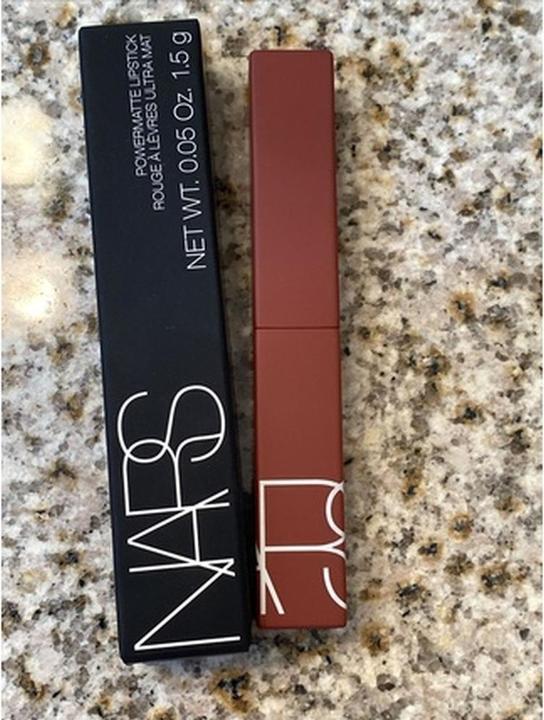 POWERMATTE LIPSTICK
ROUGE À LÈVRES ULTRA MAT
NET WT. 0.05 Oz. 1.5 g
NARS